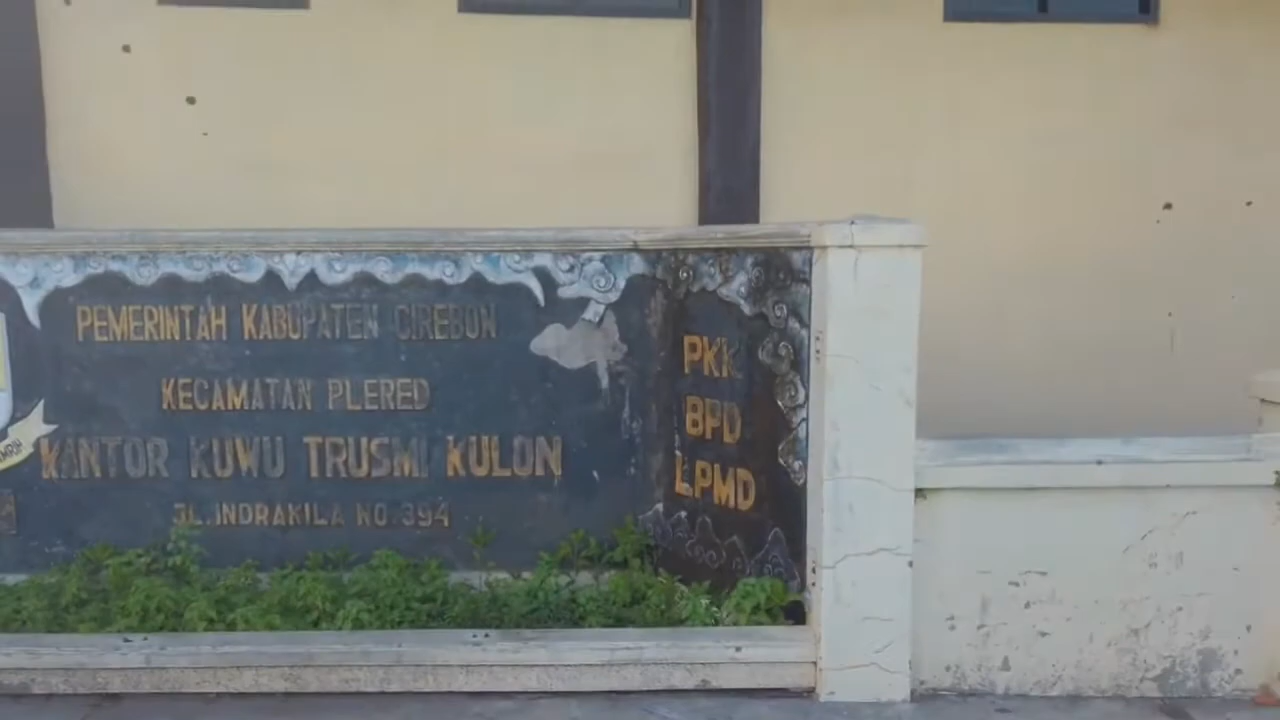 PEMERINTAH KABUPATEN CIREBON
KECAMATAN PLERED
KANTOR KUWU TRUSMI KULON
JL.INDRAKILA NO.394
PKK
BPD
LPMD